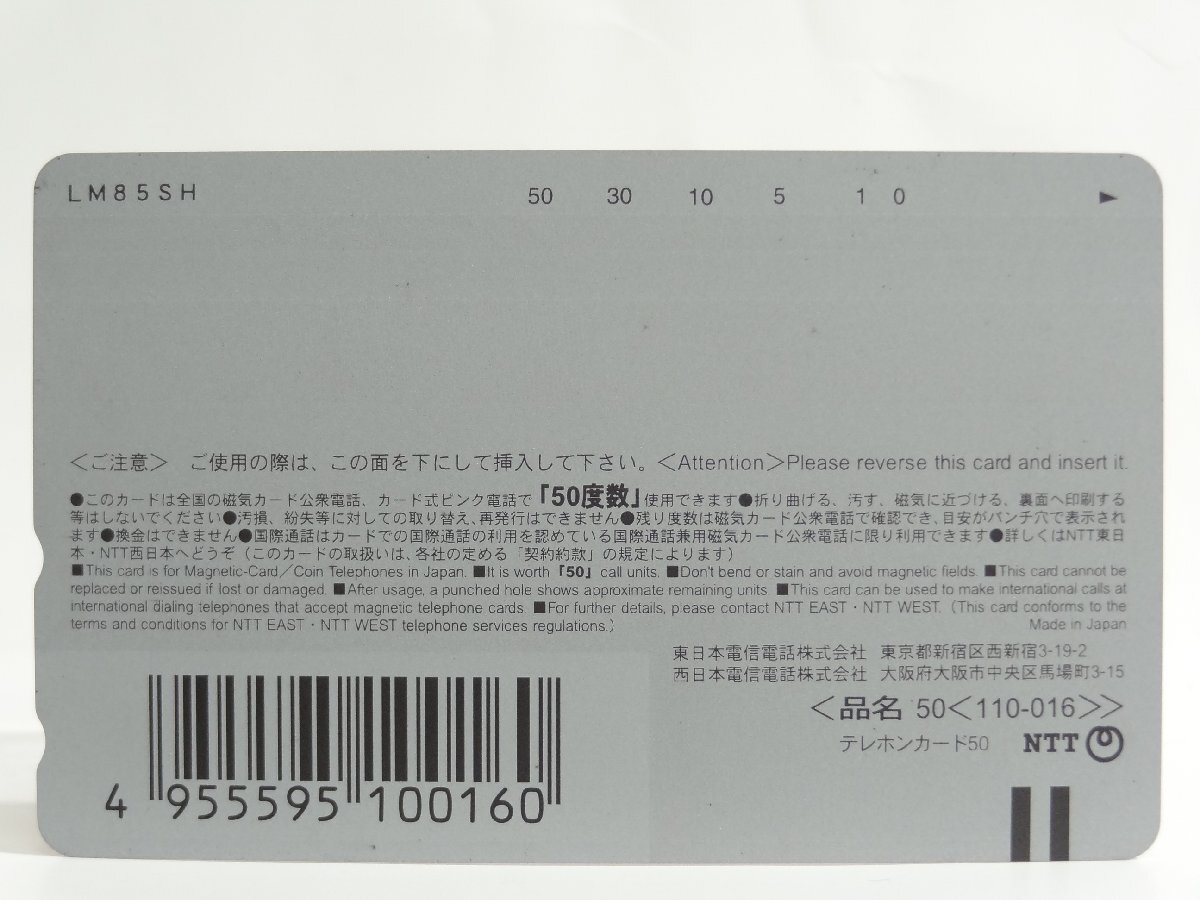 LM85SH 50 30 10 5 1 0 ►
＜ご注意＞ ご使用の際は、この面を下にして挿入して下さい。＜Attention＞Please reverse this card and insert it.
●このカードは全国の磁気カード公衆電話、カード式ピンク電話で「50度数」使用できます●折り曲げる、汚す、磁気に近づける、裏面へ印刷する
等はしないでください●汚損、紛失等に対しての取り替え、再発行はできません●残り度数は磁気カード公衆電話で確認でき、目安がパンチ穴で表示されま
す●換金はできません●国際通話はカードでの国際通話の利用を認めている国際通話兼用磁気カード公衆電話に限り利用できます●詳しくはNTT東日
本・NTT西日本へどうぞ（このカードの取扱いは、各社の定める「契約約款」の規定によります）
■This card is for Magnetic-Card／Coin Telephones in Japan. ■It is worth「50」call units. ■Don't bend or stain and avoid magnetic fields. ■This card cannot be
replaced or reissued if lost or damaged. ■After usage, a punched hole shows approximate remaining units ■This card can be used to make international calls at
international dialing telephones that accept magnetic telephone cards ■For further details, please contact NTT EAST・NTT WEST.（This card conforms to the
terms and conditions for NTT EAST・NTT WEST telephone services regulations.） Made in Japan
東日本電信電話株式会社 東京都新宿区西新宿3-19-2
西日本電信電話株式会社 大阪府大阪市中央区馬場町3-15
＜品名 50＜110-016＞＞
テレホンカード50 NTT
4 955595 100160